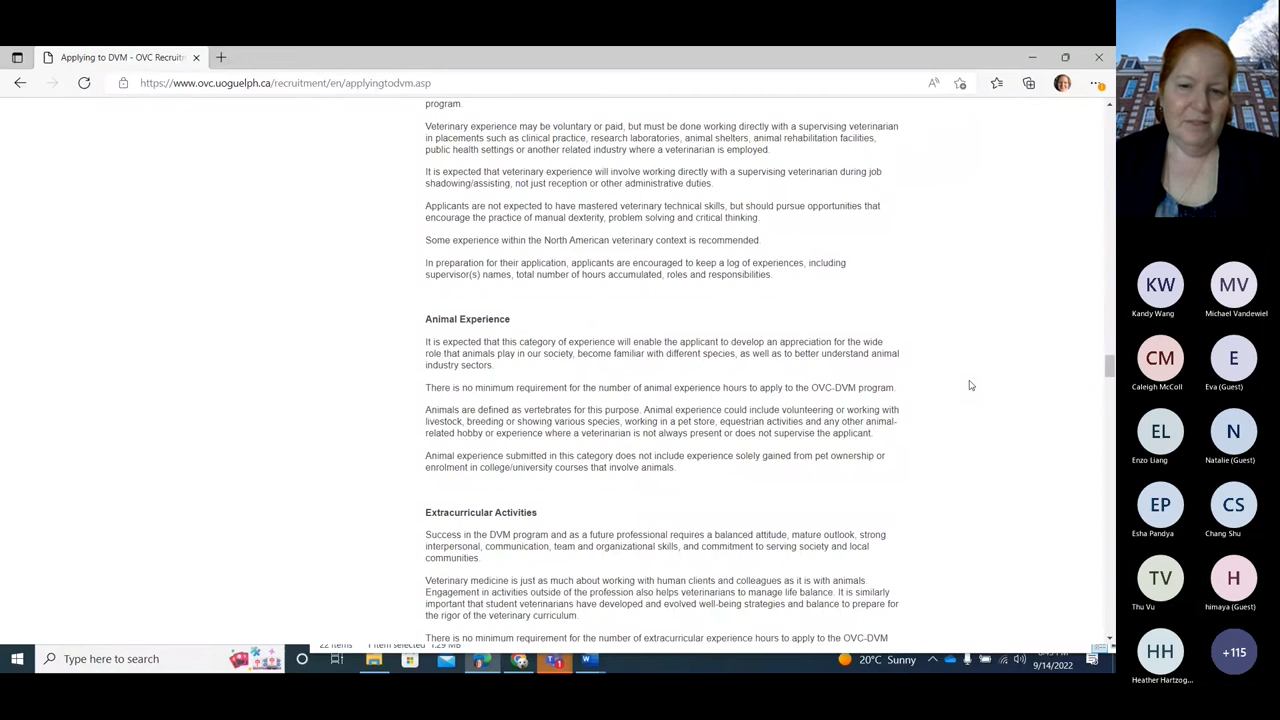 Applying to DVM - OVC Recruitm
https://www.ovc.uoguelph.ca/recruitment/en/applyingtodvm.asp
program.
Veterinary experience may be voluntary or paid, but must be done working directly with a supervising veterinarian
in placements such as clinical practice, research laboratories, animal shelters, animal rehabilitation facilities,
public health settings or another related industry where a veterinarian is employed.
It is expected that veterinary experience will involve working directly with a supervising veterinarian during job
shadowing/assisting, not just reception or other administrative duties.
Applicants are not expected to have mastered veterinary technical skills, but should pursue opportunities that
encourage the practice of manual dexterity, problem solving and critical thinking.
Some experience within the North American veterinary context is recommended.
In preparation for their application, applicants are encouraged to keep a log of experiences, including
supervisor(s) names, total number of hours accumulated, roles and responsibilities.
Animal Experience
It is expected that this category of experience will enable the applicant to develop an appreciation for the wide
role that animals play in our society, become familiar with different species, as well as to better understand animal
industry sectors.
There is no minimum requirement for the number of animal experience hours to apply to the OVC-DVM program.
Animals are defined as vertebrates for this purpose. Animal experience could include volunteering or working with
livestock, breeding or showing various species, working in a pet store, equestrian activities and any other animal-
related hobby or experience where a veterinarian is not always present or does not supervise the applicant.
Animal experience submitted in this category does not include experience solely gained from pet ownership or
enrolment in college/university courses that involve animals.
Extracurricular Activities
Success in the DVM program and as a future professional requires a balanced attitude, mature outlook, strong
interpersonal, communication, team and organizational skills, and commitment to serving society and local
communities.
Veterinary medicine is just as much about working with human clients and colleagues as it is with animals.
Engagement in activities outside of the profession also helps veterinarians to manage life balance. It is similarly
important that student veterinarians have developed and evolved well-being strategies and balance to prepare for
the rigor of the veterinary curriculum.
There is no minimum requirement for the number of extracurricular experience hours to apply to the OVC-DVM
22 items 1 item selected 1.29 MB
Type here to search
20°C Sunny
9/14/2022
KW
Kandy Wang
MV
Michael Vandewiel
CM
Caleigh McColl
E
Eva (Guest)
EL
Enzo Liang
N
Natalie (Guest)
EP
Esha Pandya
CS
Chang Shu
TV
Thu Vu
H
himaya (Guest)
HH
Heather Hartzog...
+115